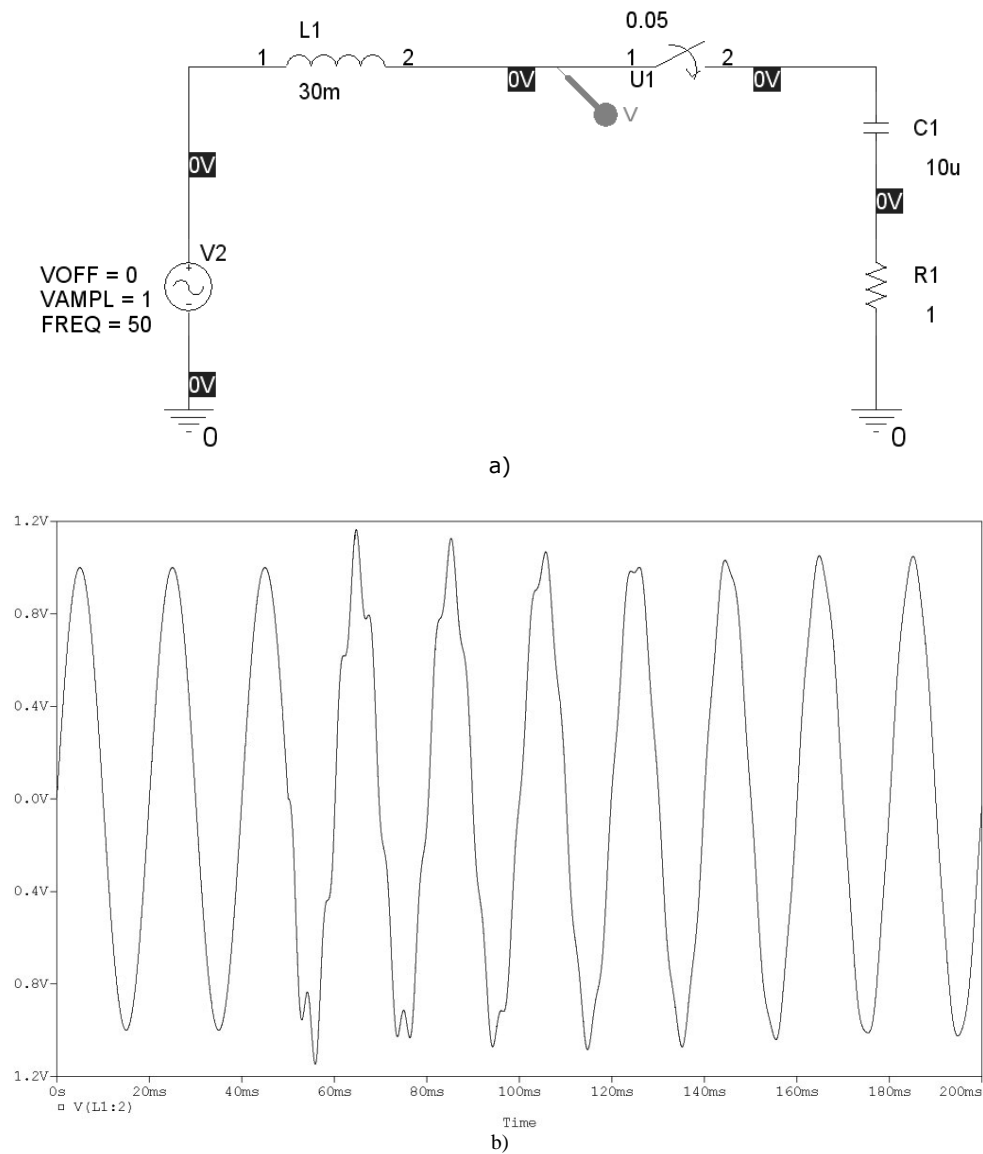 L1
0.05
1 2
1 2
30m
0V
U1
0V
V
C1
10u
0V
0V
V2
VOFF = 0
VAMPL = 1
FREQ = 50
R1
1
0V
0
0
a)
1.2V
0.8V
0.4V
0.0V
0.4V
0.8V
1.2V
0s 20ms 40ms 60ms 80ms 100ms 120ms 140ms 160ms 180ms 200ms
V(L1:2)
Time
b)